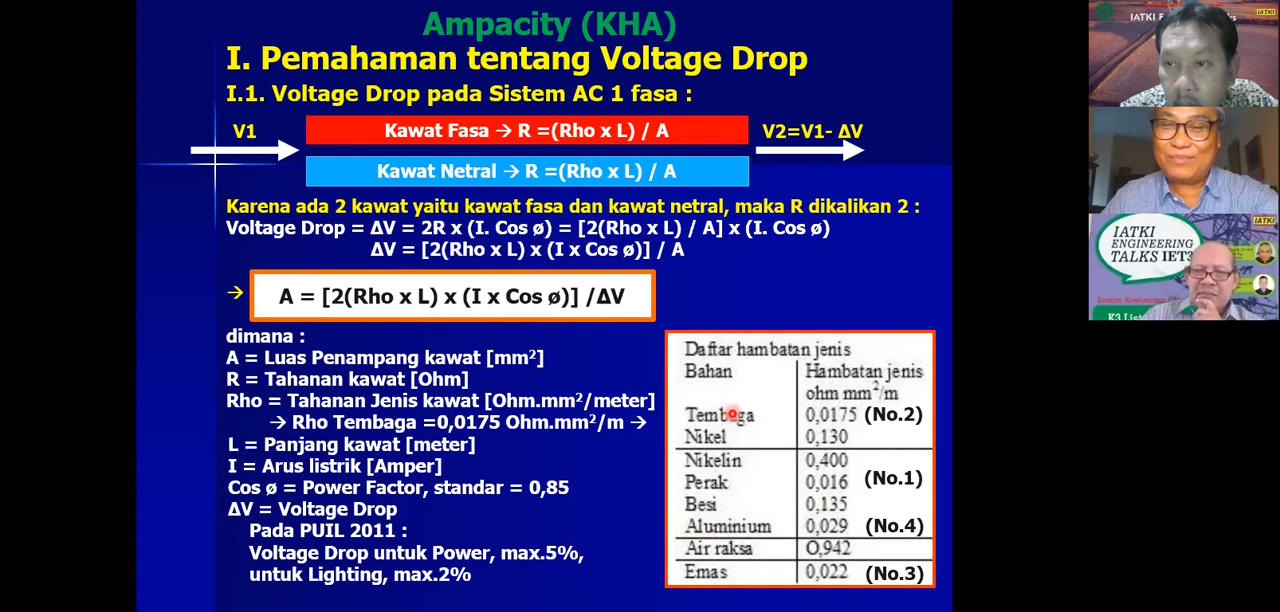 Ampacity (KHA)
I. Pemahaman tentang Voltage Drop
I.1. Voltage Drop pada Sistem AC 1 fasa :
V1
Kawat Fasa → R =(Rho x L) / A
V2=V1- ΔV
Kawat Netral → R =(Rho x L) / A
Karena ada 2 kawat yaitu kawat fasa dan kawat netral, maka R dikalikan 2 :
Voltage Drop = ΔV = 2R x (I. Cos ø) = [2(Rho x L) / A] x (I. Cos ø)
ΔV = [2(Rho x L) x (I x Cos ø)] / A
→ A = [2(Rho x L) x (I x Cos ø)] /ΔV
dimana :
A = Luas Penampang kawat [mm²]
R = Tahanan kawat [Ohm]
Rho = Tahanan Jenis kawat [Ohm.mm²/meter]
→ Rho Tembaga =0,0175 Ohm.mm²/m →
L = Panjang kawat [meter]
I = Arus listrik [Amper]
Cos ø = Power Factor, standar = 0,85
ΔV = Voltage Drop
Pada PUIL 2011 :
Voltage Drop untuk Power, max.5%,
untuk Lighting, max.2%
Daftar hambatan jenis
Bahan Hambatan jenis
ohm mm²/m
Tembaga 0,0175 (No.2)
Nikel 0,130
Nikelin 0,400
Perak 0,016 (No.1)
Besi 0,135
Aluminium 0,029 (No.4)
Air raksa 0,942
Emas 0,022 (No.3)
IATKI
IATKI
IATKI
ENGINEERING
TALKS IET3